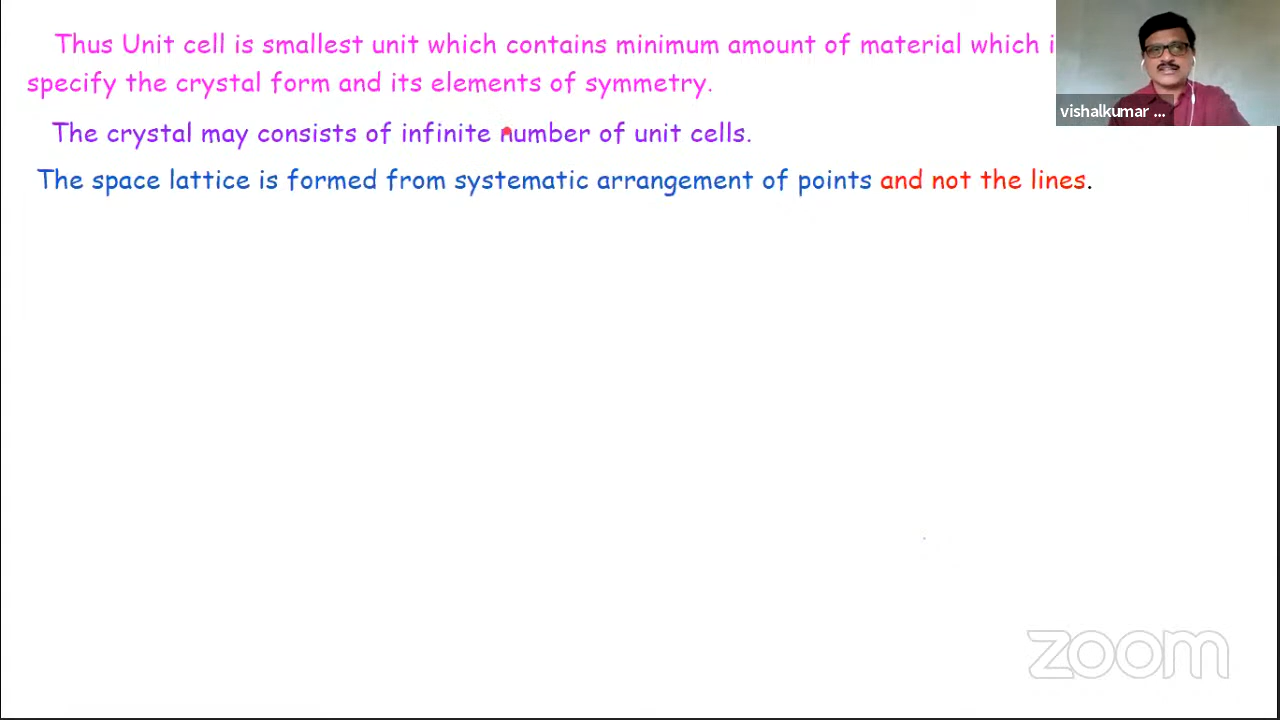 Thus Unit cell is smallest unit which contains minimum amount of material which
specify the crystal form and its elements of symmetry.
vishalkumar ...
The crystal may consists of infinite number of unit cells.
The space lattice is formed from systematic arrangement of points and not the lines.
zoom